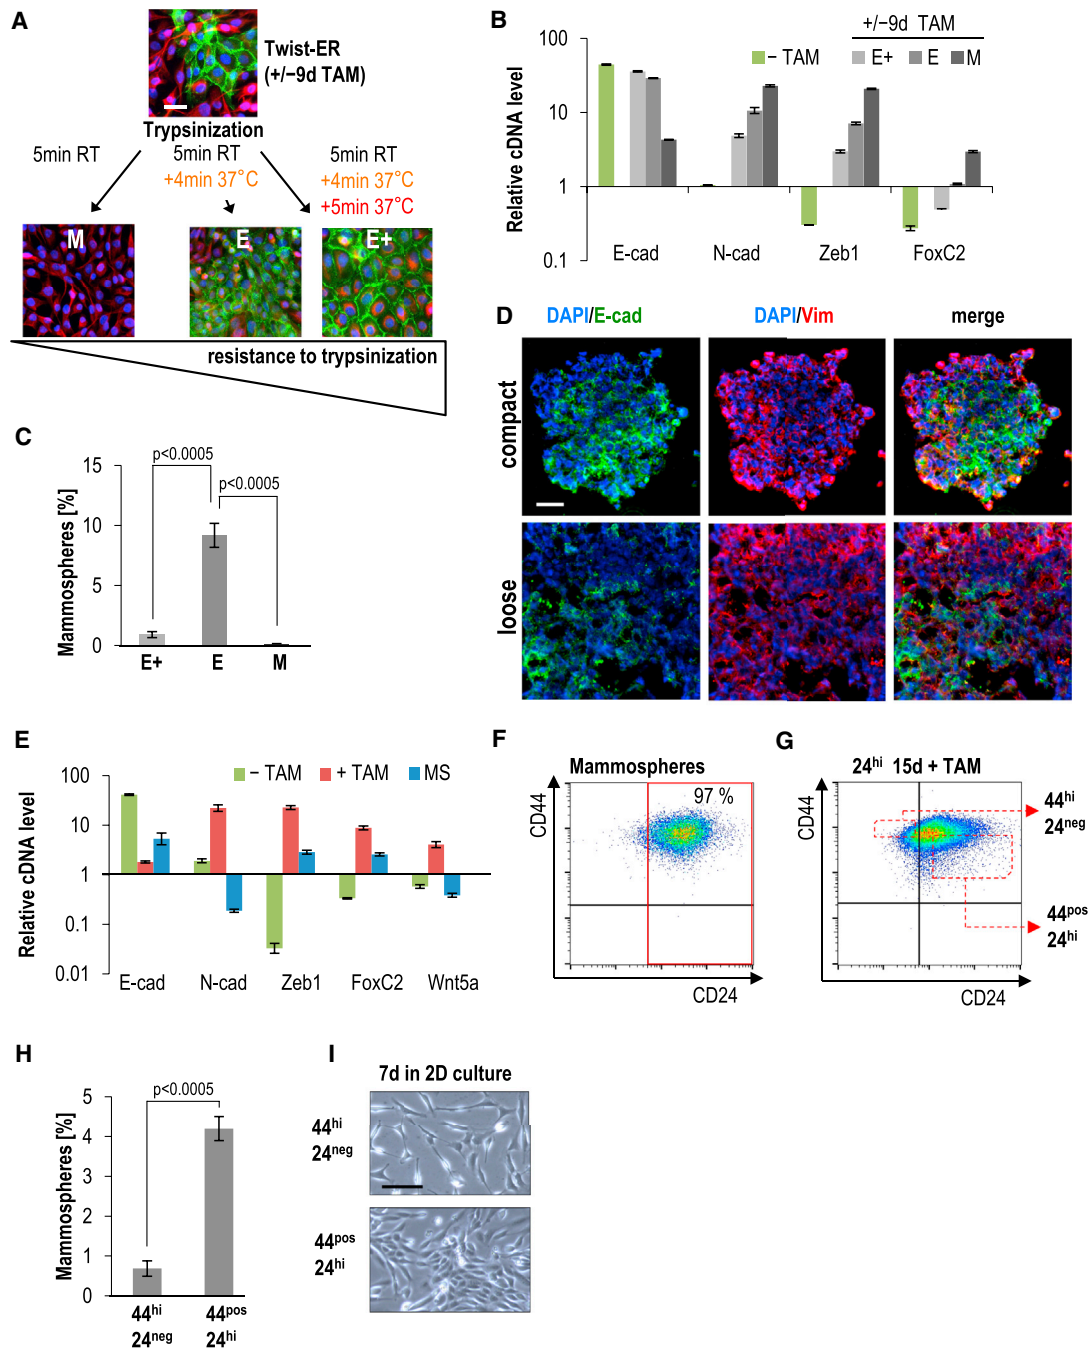 A
Twist-ER
(+/−9d TAM)
Trypsinization
5min RT
5min RT
+4min 37°C
5min RT
+4min 37°C
+5min 37°C
M
E
E+
resistance to trypsinization
B
+/−9d TAM
− TAM
E+
E
M
Relative cDNA level
100
10
1
0.1
E-cad
N-cad
Zeb1
FoxC2
C
p<0.0005
p<0.0005
Mammospheres [%]
15
10
5
0
E+
E
M
D
DAPI/E-cad
DAPI/Vim
merge
compact
loose
E
− TAM
+ TAM
MS
Relative cDNA level
100
10
1
0.1
0.01
E-cad
N-cad
Zeb1
FoxC2
Wnt5a
F
Mammospheres
97 %
CD44
CD24
G
24hi 15d + TAM
CD44
CD24
44hi
24neg
44pos
24hi
H
p<0.0005
Mammospheres [%]
5
4
3
2
1
0
44hi
24neg
44pos
24hi
I
7d in 2D culture
44hi
24neg
44pos
24hi